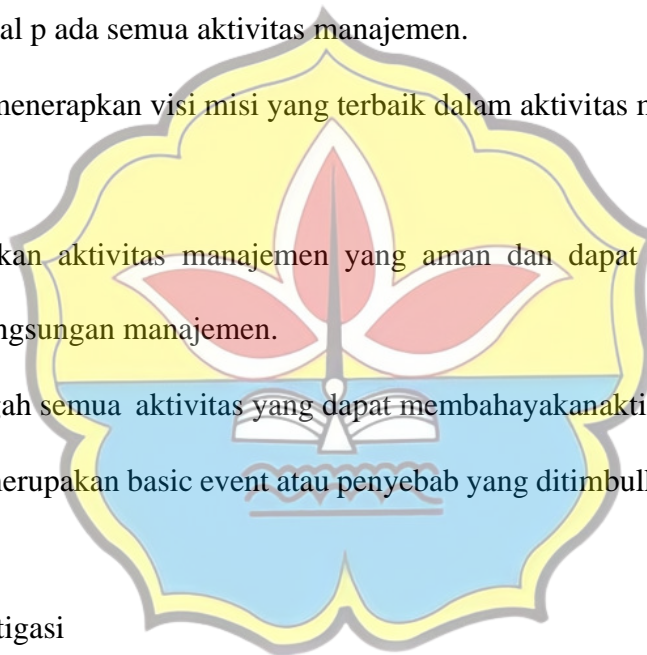 al p ada semua aktivitas manajemen.
menerapkan visi misi yang terbaik dalam aktivitas
kan aktivitas manajemen yang aman dan dapat
ngsungan manajemen.
gah semua aktivitas yang dapat membahayakanakti
merupakan basic event atau penyebab yang ditimbul
tigasi